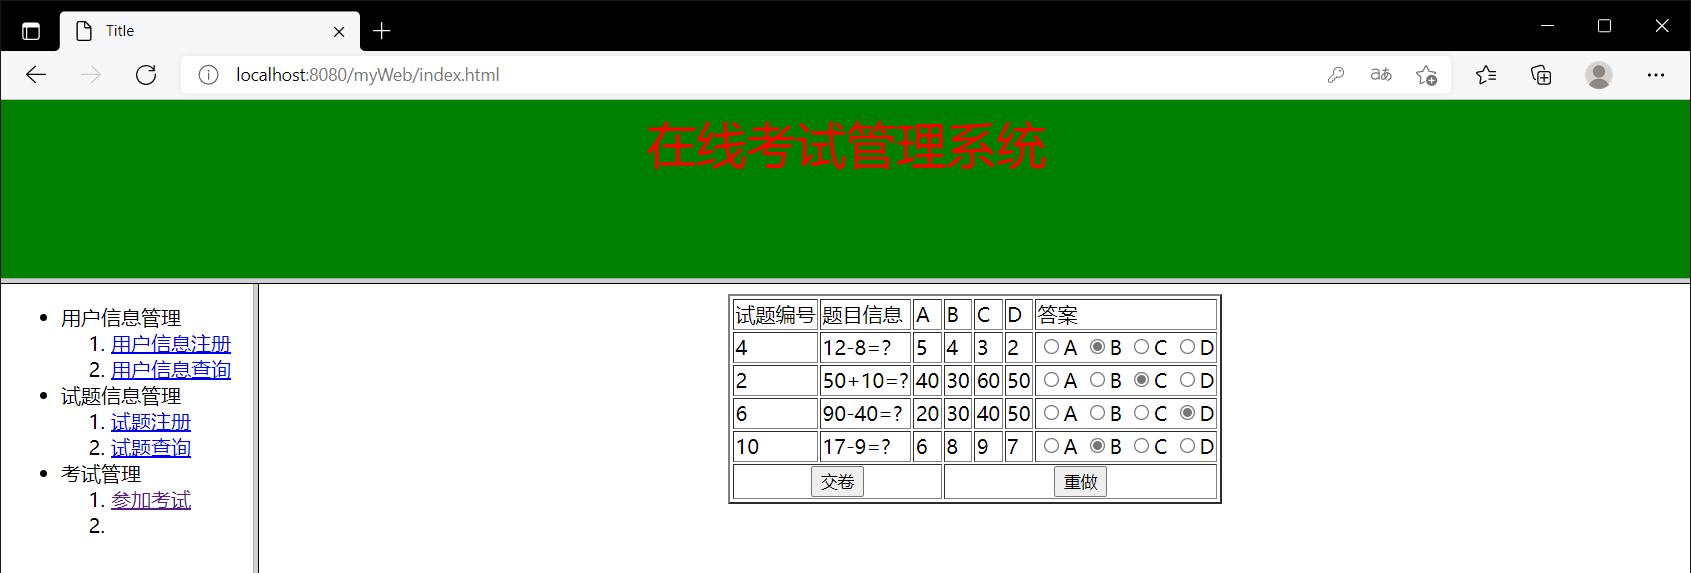 Title
localhost:8080/myWeb/index.html
在线考试管理系统
• 用户信息管理
1. 用户信息注册
2. 用户信息查询
• 试题信息管理
1. 试题注册
2. 试题查询
• 考试管理
1. 参加考试
2.
试题编号 题目信息 A B C D 答案
4 12-8=? 5 4 3 2 A B C D
2 50+10=? 40 30 60 50 A B C D
6 90-40=? 20 30 40 50 A B C D
10 17-9=? 6 8 9 7 A B C D
交卷 重做